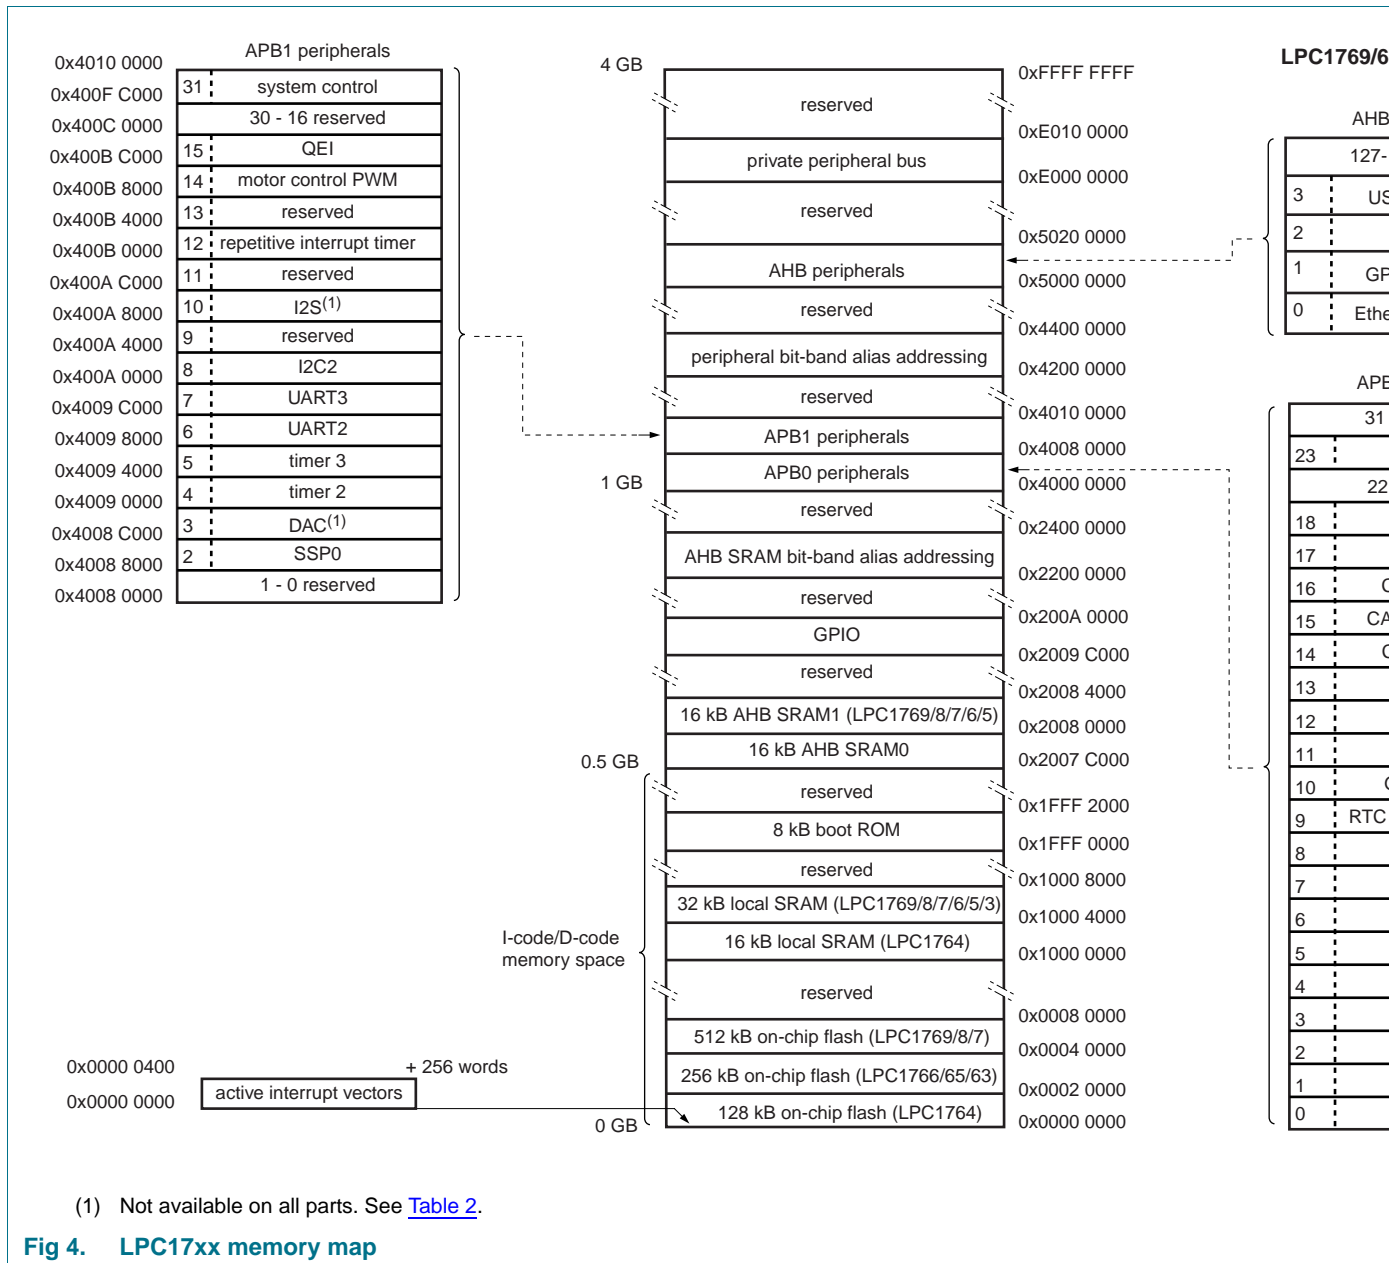 APB1 peripherals
0x4010 0000
31 system control
0x400F C000
30 - 16 reserved
0x400C 0000
15 QEI
0x400B C000
14 motor control PWM
0x400B 8000
13 reserved
0x400B 4000
12 repetitive interrupt timer
0x400B 0000
11 reserved
0x400A C000
10 I2S(1)
0x400A 8000
9 reserved
0x400A 4000
8 I2C2
0x400A 0000
7 UART3
0x4009 C000
6 UART2
0x4009 8000
5 timer 3
0x4009 4000
4 timer 2
0x4009 0000
3 DAC(1)
0x4008 C000
2 SSP0
0x4008 8000
1 - 0 reserved
0x4008 0000
0x0000 0400
+ 256 words
active interrupt vectors
0x0000 0000
4 GB
0xFFFF FFFF
reserved
0xE010 0000
private peripheral bus
0xE000 0000
reserved
0x5020 0000
AHB peripherals
0x5000 0000
reserved
0x4400 0000
peripheral bit-band alias addressing
0x4200 0000
reserved
0x4010 0000
APB1 peripherals
0x4008 0000
APB0 peripherals
1 GB
0x4000 0000
reserved
0x2400 0000
AHB SRAM bit-band alias addressing
0x2200 0000
reserved
0x200A 0000
GPIO
0x2009 C000
reserved
0x2008 4000
16 kB AHB SRAM1 (LPC1769/8/7/6/5)
0x2008 0000
16 kB AHB SRAM0
0.5 GB
0x2007 C000
reserved
0x1FFF 2000
8 kB boot ROM
0x1FFF 0000
reserved
0x1000 8000
32 kB local SRAM (LPC1769/8/7/6/5/3)
0x1000 4000
I-code/D-code
memory space
16 kB local SRAM (LPC1764)
0x1000 0000
reserved
0x0008 0000
512 kB on-chip flash (LPC1769/8/7)
0x0004 0000
256 kB on-chip flash (LPC1766/65/63)
0x0002 0000
128 kB on-chip flash (LPC1764)
0 GB
0x0000 0000
LPC1769/6
AHB
127-
3 US
2
1 GP
0 Ethe
APB
31
23
22
18
17
16 C
15 CA
14 C
13
12
11
10
9 RTC
8
7
6
5
4
3
2
1
0
(1) Not available on all parts. See Table 2.
Fig 4. LPC17xx memory map